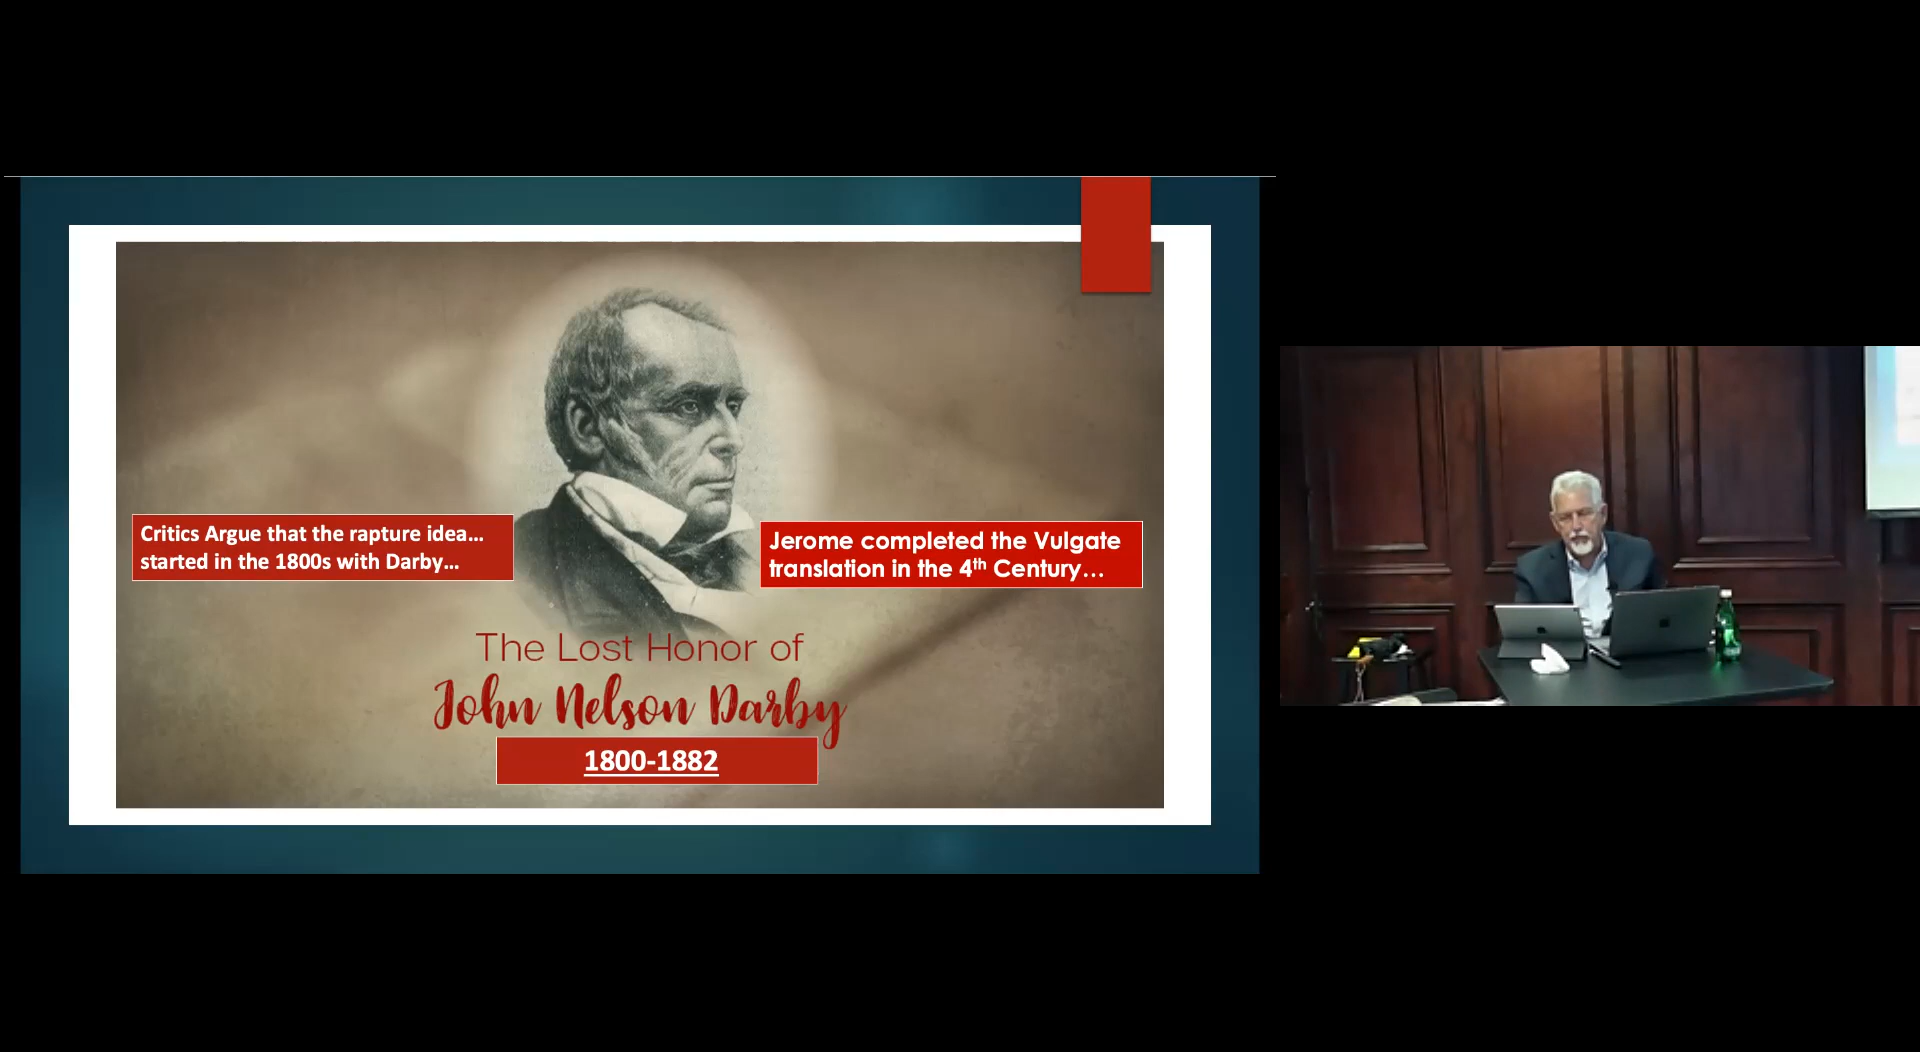 Critics Argue that the rapture idea...
started in the 1800s with Darby...
Jerome completed the Vulgate
translation in the 4th Century...
The Lost Honor of
John Nelson Darby
1800-1882